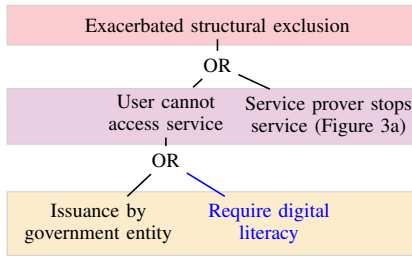 Exacerbated structural exclusion
OR
User cannot
access service
Service prover stops
service (Figure 3a)
OR
Issuance by
government entity
Require digital
literacy